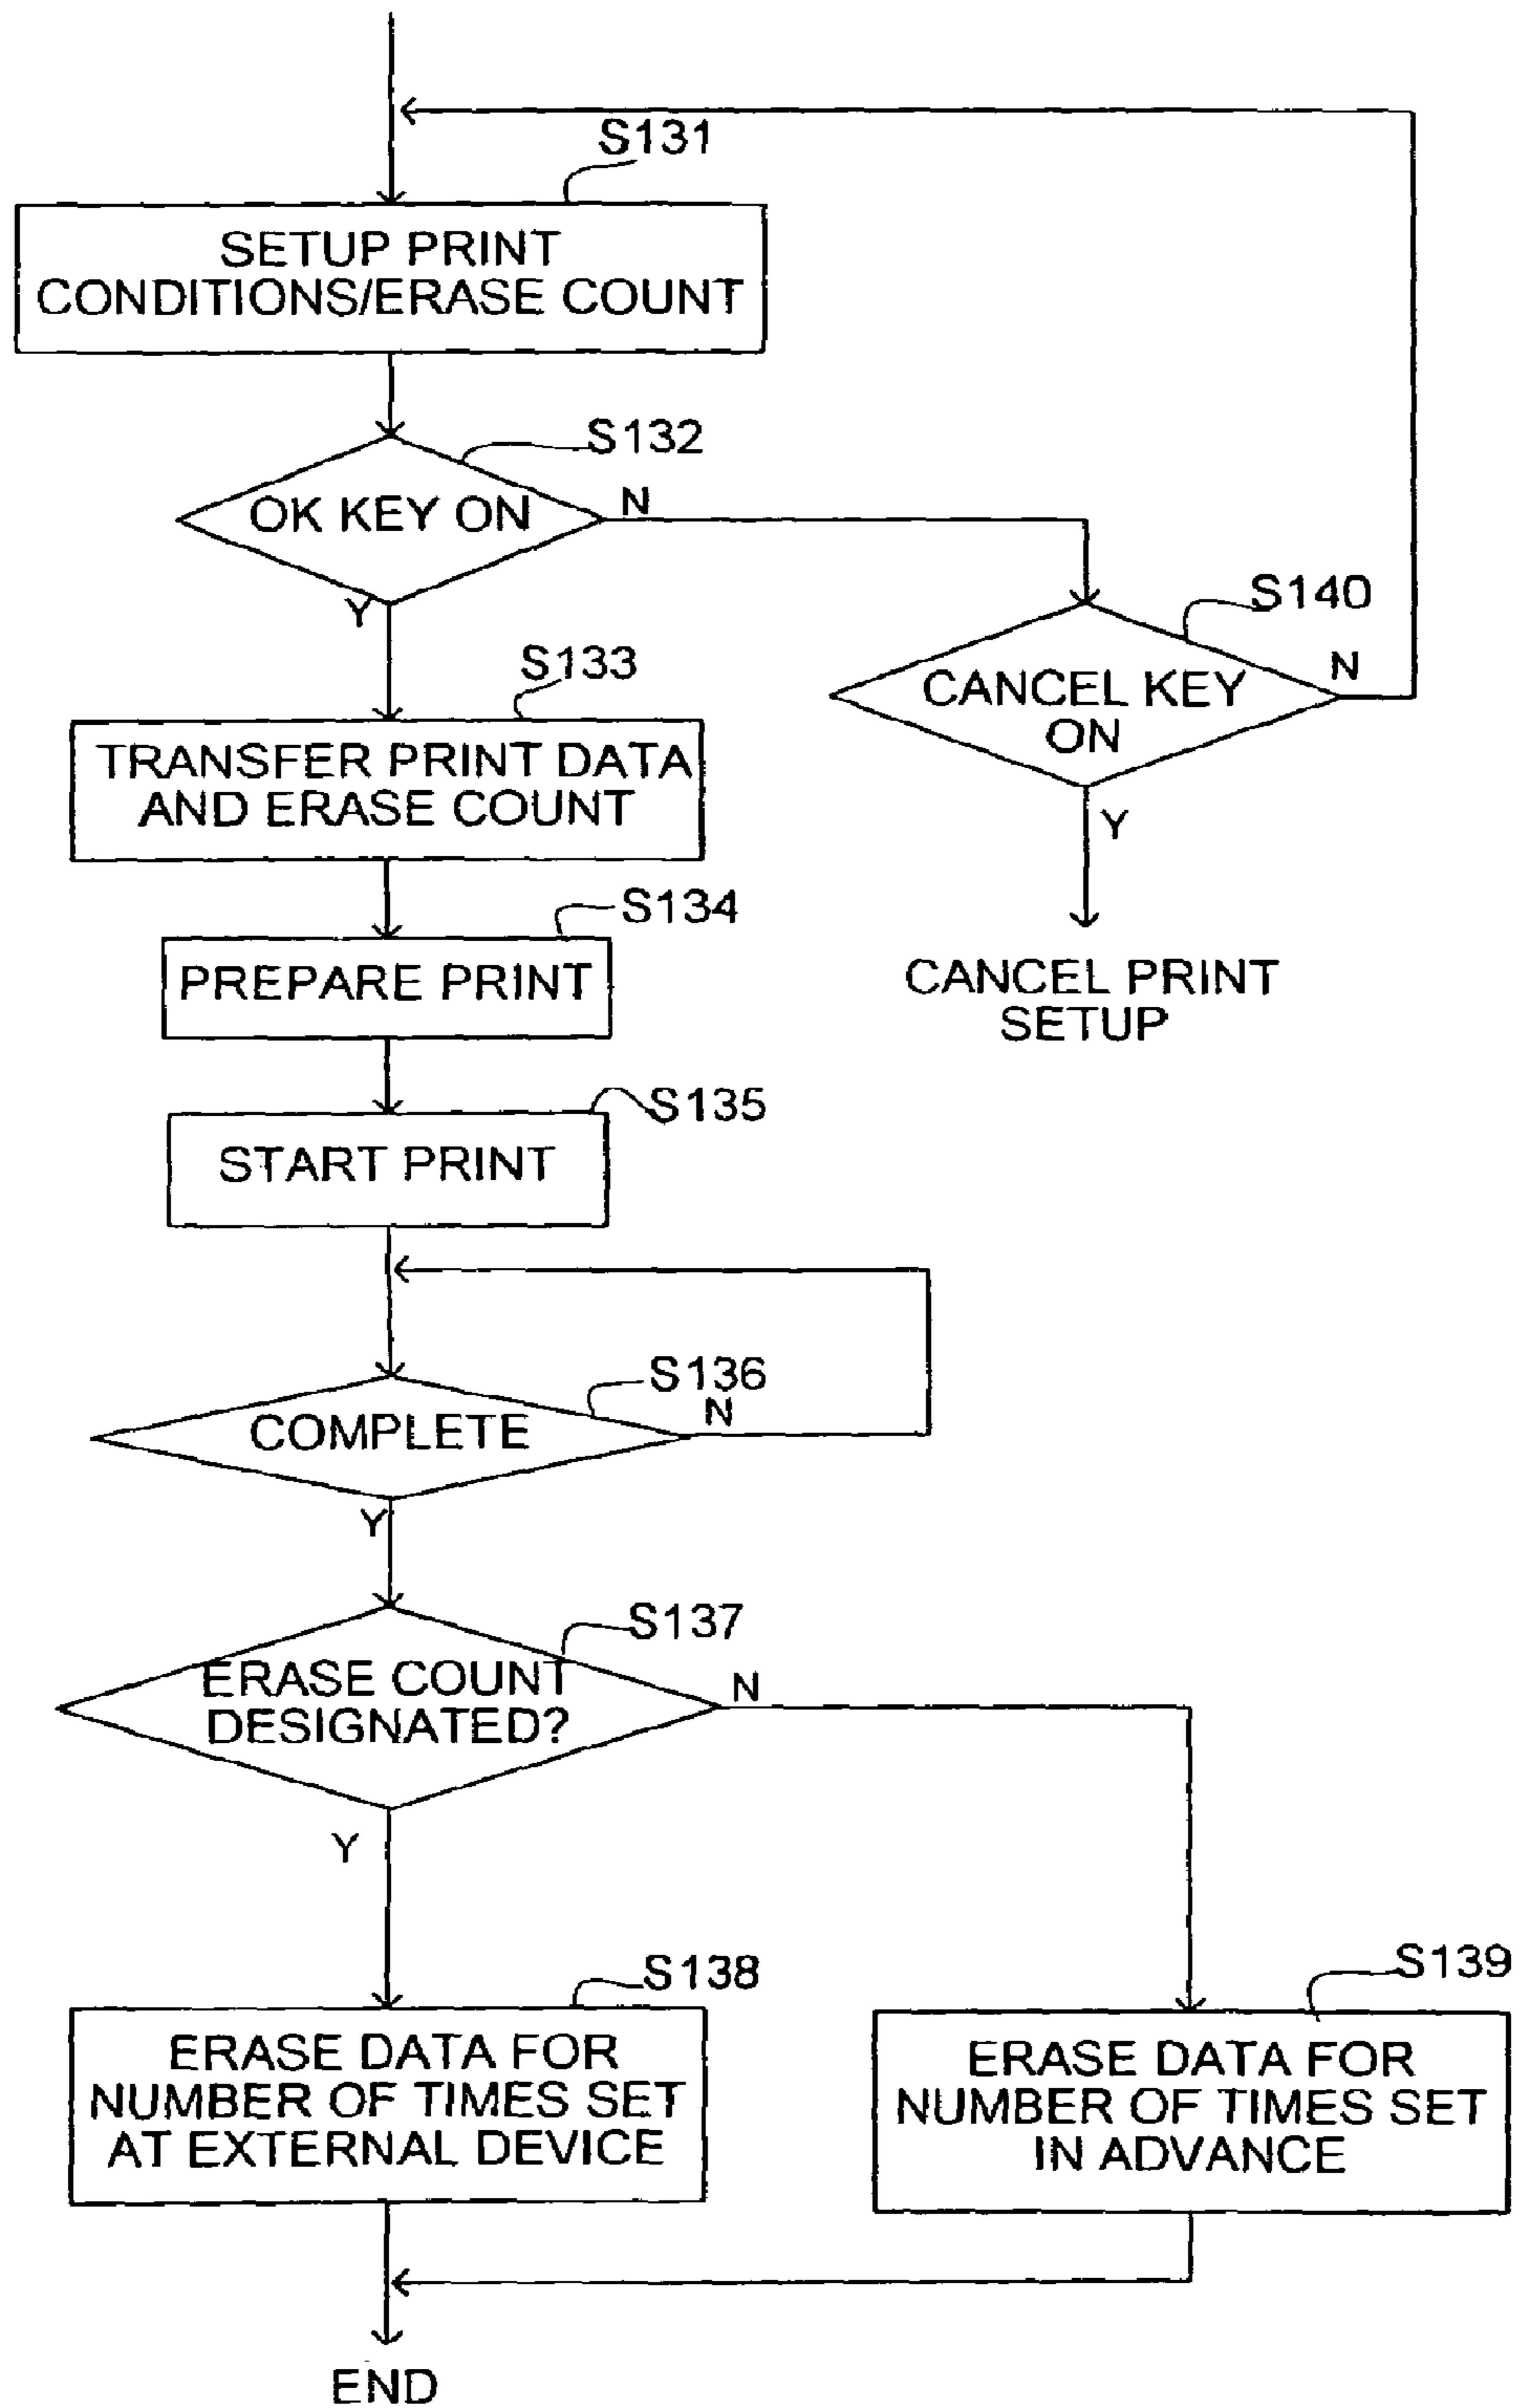 S131
SETUP PRINT
CONDITIONS/ERASE COUNT
S132
OK KEY ON
N
Y
S140
CANCEL KEY
ON
N
Y
CANCEL PRINT
SETUP
S133
TRANSFER PRINT DATA
AND ERASE COUNT
S134
PREPARE PRINT
S135
START PRINT
S136
COMPLETE
N
Y
S137
ERASE COUNT
DESIGNATED?
N
Y
S138
ERASE DATA FOR
NUMBER OF TIMES SET
AT EXTERNAL DEVICE
S139
ERASE DATA FOR
NUMBER OF TIMES SET
IN ADVANCE
END